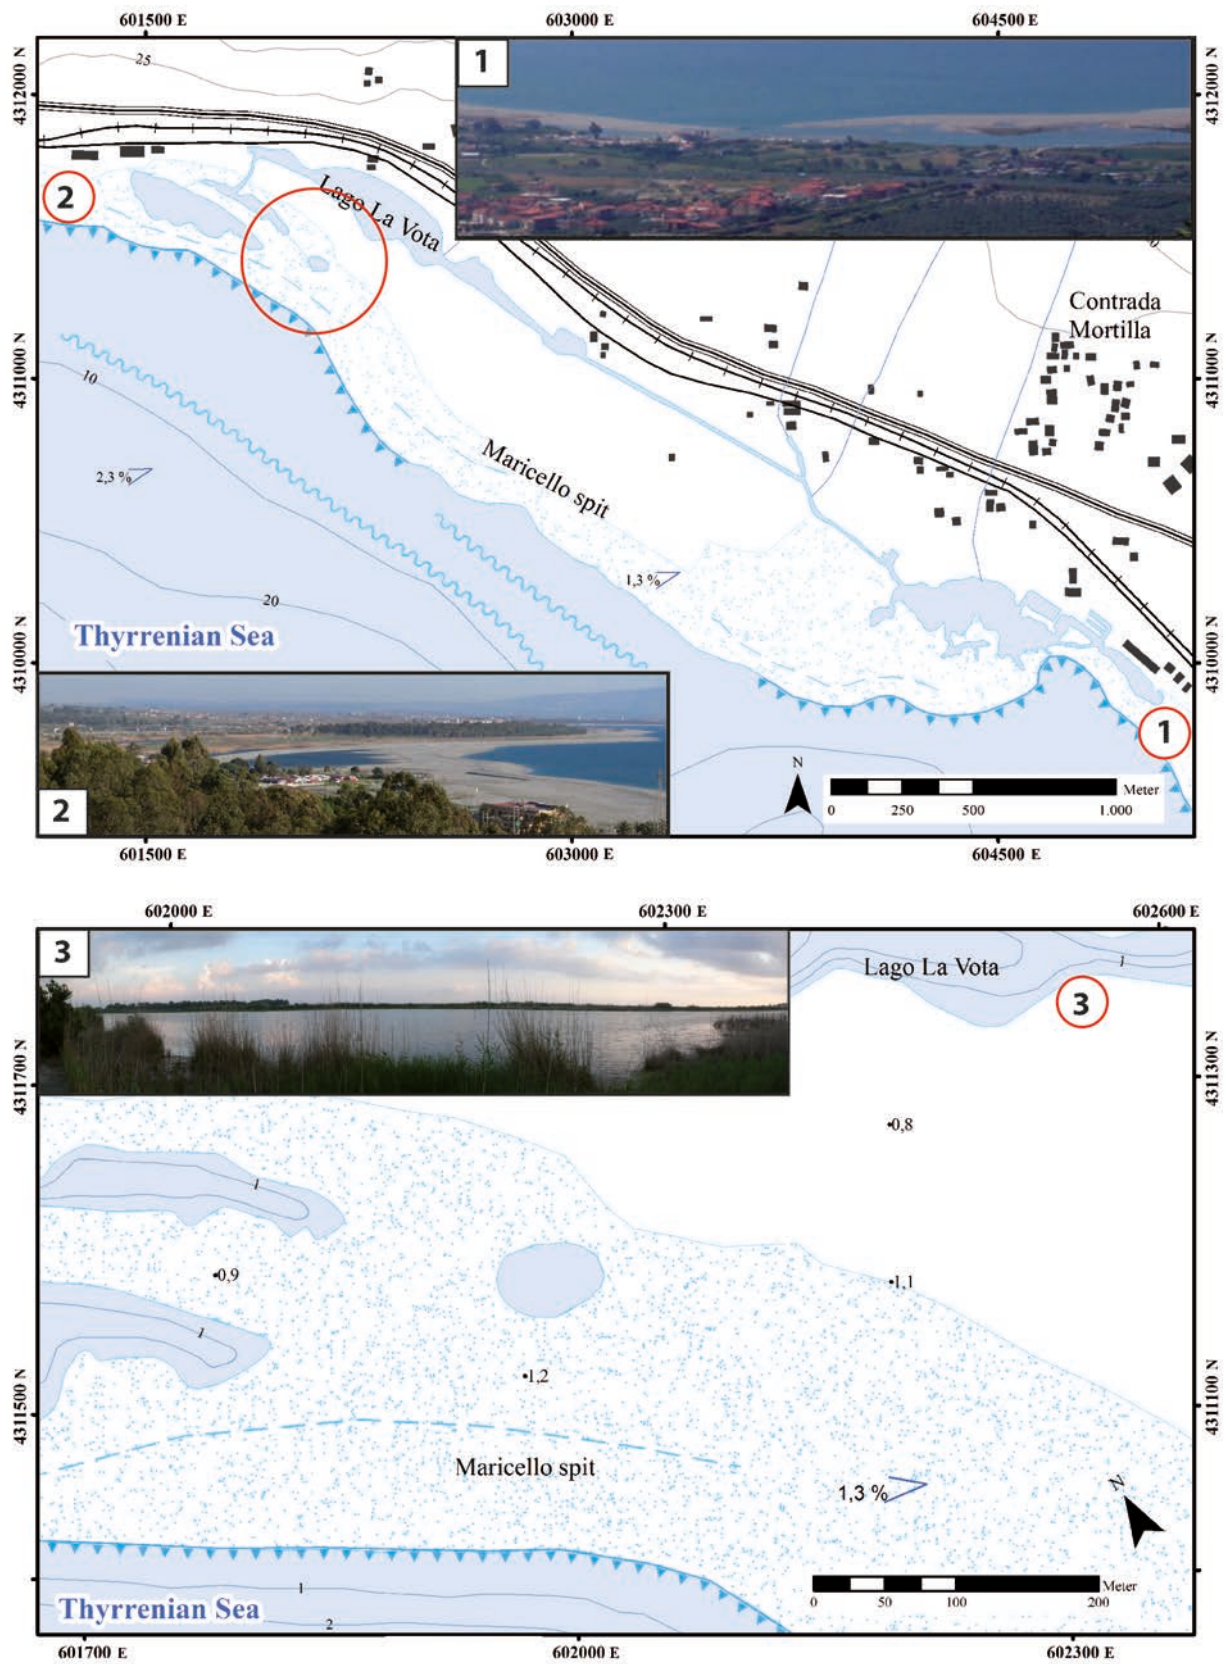 601500 E
603000 E
604500 E
4312000 N
4312000 N
25
1
2
Lago La Vota
Contrada
Mortilla
4311000 N
4311000 N
10
2,3 %
Maricello spit
20
1,3 %
Thyrrenian Sea
4310000 N
4310000 N
1
N
Meter
0
250
500
1.000
2
601500 E
603000 E
604500 E
602000 E
602300 E
602600 E
3
Lago La Vota
1
3
4311700 N
4311300 N
0,8
1
0,9
1,1
1
1,2
4311500 N
4311100 N
Maricello spit
1,3 %
N
1
Meter
0
50
100
200
Thyrrenian Sea
2
601700 E
602000 E
602300 E